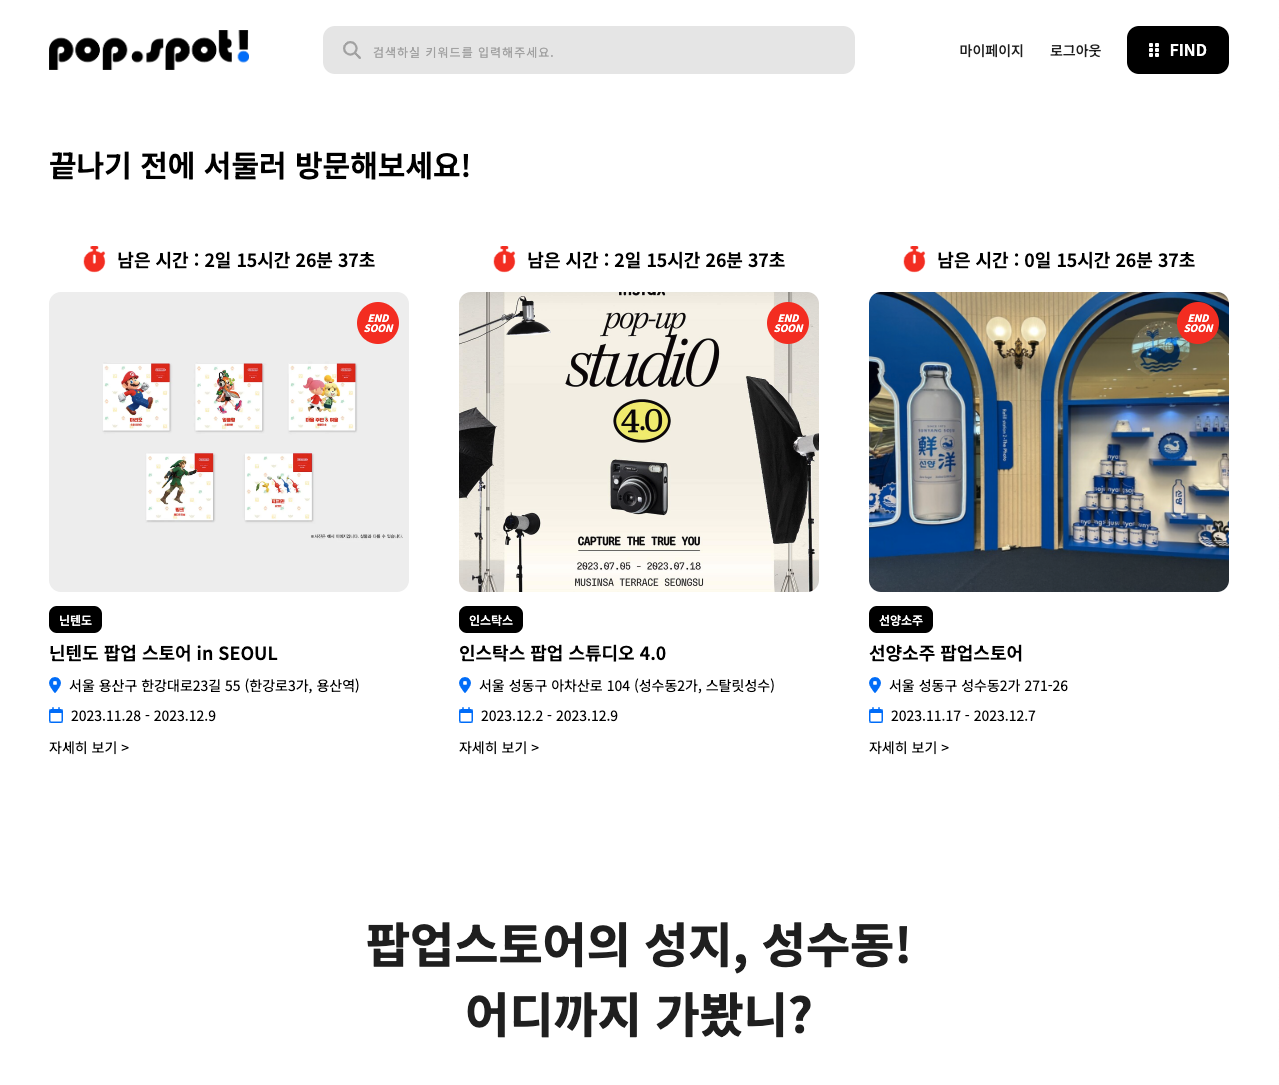 pop.spot!
검색하실 키워드를 입력해주세요.
마이페이지
로그아웃
FIND
끝나기 전에 서둘러 방문해보세요!
남은 시간 : 2일 15시간 26분 37초
END
SOON
닌텐도
닌텐도 팝업 스토어 in SEOUL
서울 용산구 한강대로23길 55 (한강로3가, 용산역)
2023.11.28 - 2023.12.9
자세히 보기 >
남은 시간 : 2일 15시간 26분 37초
pop-up
studi0
4.0
CAPTURE THE TRUE YOU
2023.07.05 - 2023.07.18
MUSINSA TERRACE SEONGSU
END
SOON
인스탁스
인스탁스 팝업 스튜디오 4.0
서울 성동구 아차산로 104 (성수동2가, 스탈릿성수)
2023.12.2 - 2023.12.9
자세히 보기 >
남은 시간 : 0일 15시간 26분 37초
END
SOON
鮮洋
선양
선양소주
선양소주 팝업스토어
서울 성동구 성수동2가 271-26
2023.11.17 - 2023.12.7
자세히 보기 >
팝업스토어의 성지, 성수동!
어디까지 가봤니?